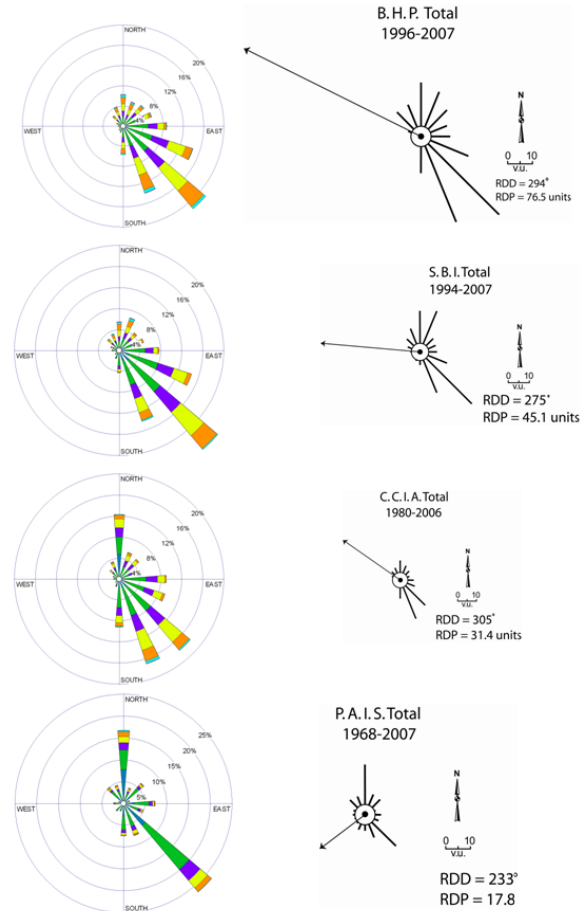 B.H.P. Total
1996-2007
NORTH
20%
16%
12%
8%
4%
WEST
EAST
SOUTH
N
0 10
v.u.
RDD = 294°
RDP = 76.5 units
S.B.I. Total
1994-2007
NORTH
20%
16%
12%
8%
4%
WEST
EAST
SOUTH
N
0 10
v.u.
RDD = 275°
RDP = 45.1 units
C.C.I.A. Total
1980-2006
NORTH
20%
16%
12%
8%
4%
WEST
EAST
SOUTH
N
0 10
v.u.
RDD = 305°
RDP = 31.4 units
P.A.I.S. Total
1968-2007
NORTH
25%
20%
15%
10%
5%
WEST
EAST
SOUTH
N
0 10
v.u.
RDD = 233°
RDP = 17.8